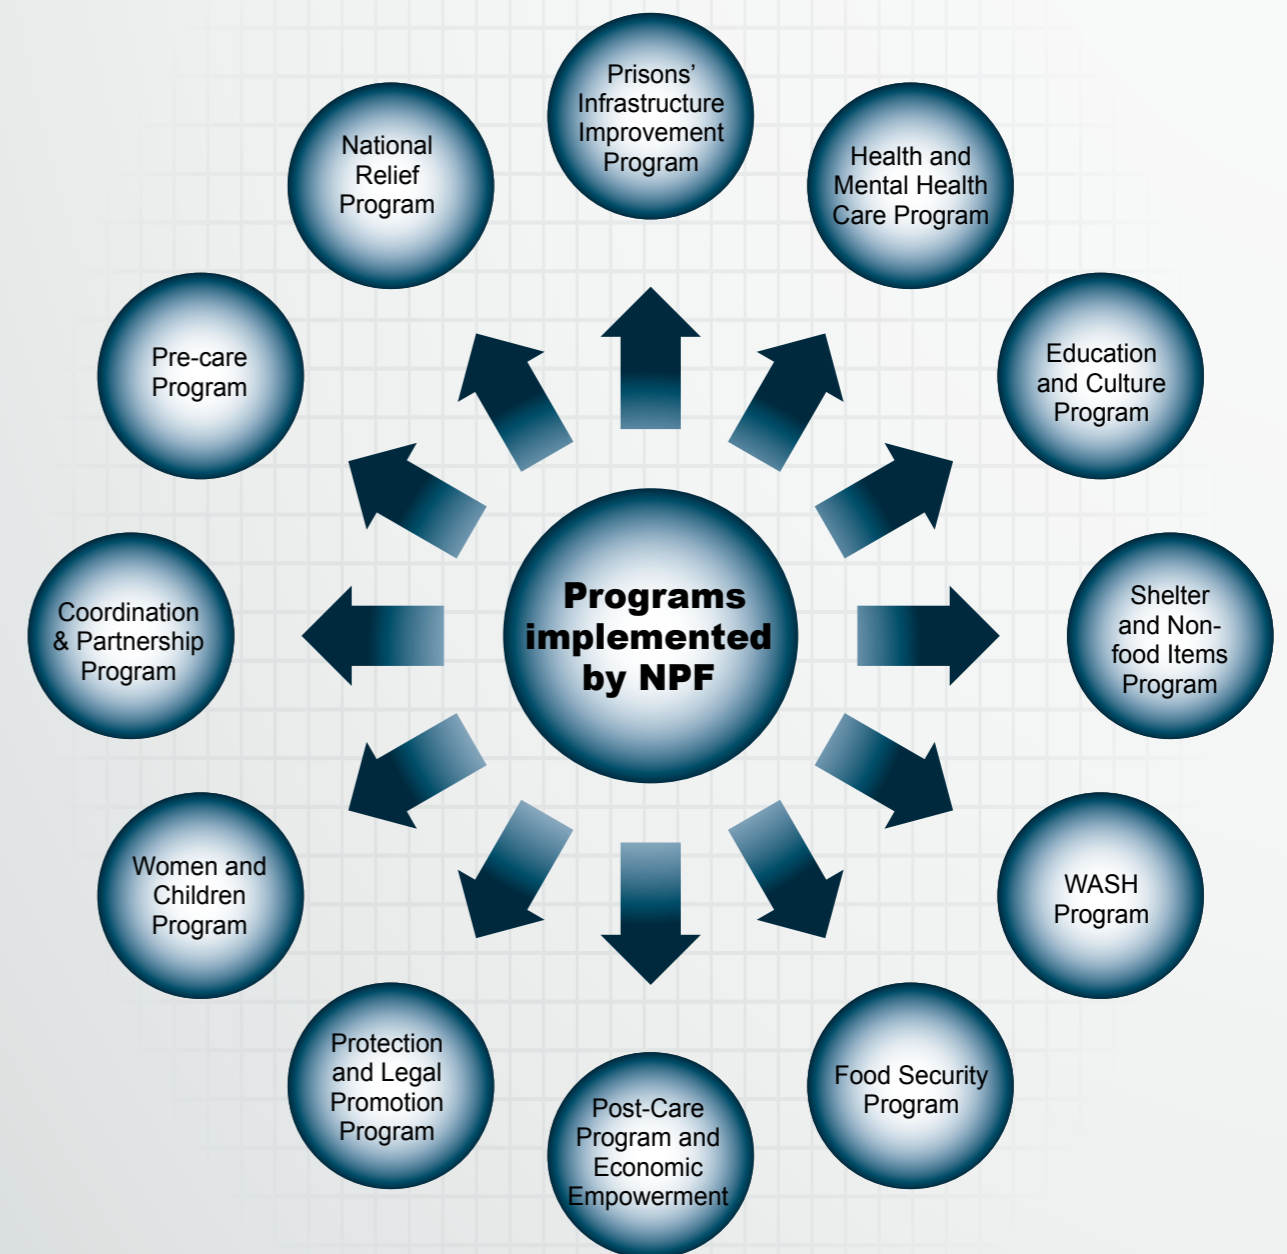 Prisons’
Infrastructure
Improvement
Program
Health and
Mental Health
Care Program
Education
and Culture
Program
Shelter
and Non-
food Items
Program
WASH
Program
Food Security
Program
Post-Care
Program and
Economic
Empowerment
Protection
and Legal
Promotion
Program
Women and
Children
Program
Coordination
& Partnership
Program
Pre-care
Program
National
Relief
Program
Programs
implemented
by NPF